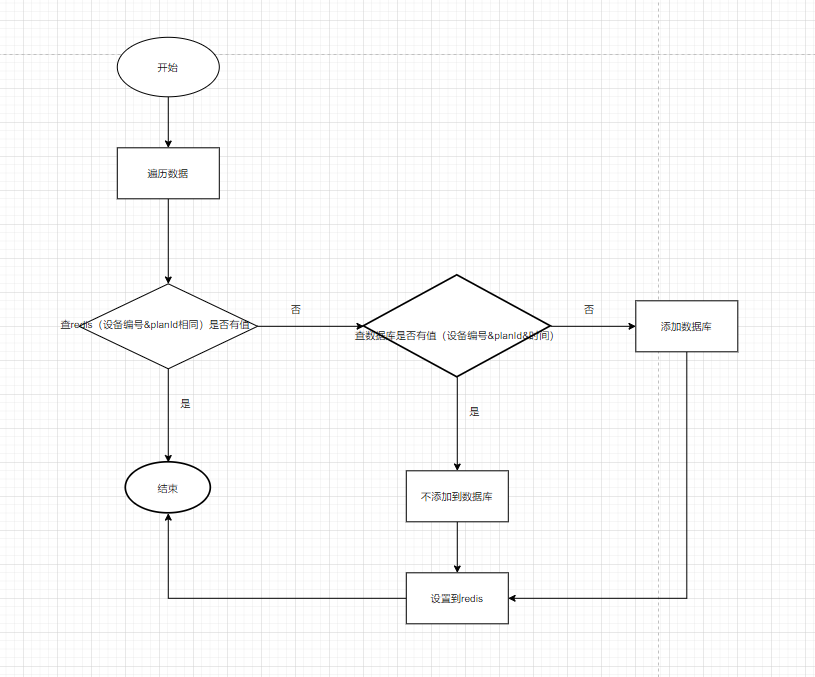 开始
遍历数据
查redis（设备编号&planId相同）是否有值
否
查数据库是否有值（设备编号&planId&时间）
否
添加数据库
是
是
结束
不添加到数据库
设置到redis